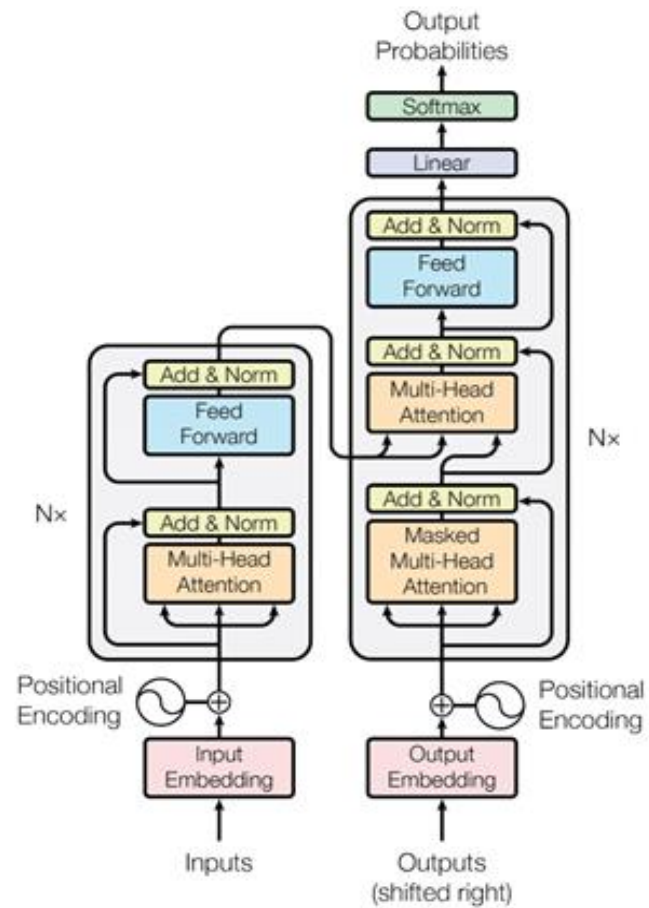 Output
Probabilities
Softmax
Linear
Add & Norm
Feed
Forward
Add & Norm
Multi-Head
Attention
Add & Norm
Masked
Multi-Head
Attention
Nx
Add & Norm
Feed
Forward
Add & Norm
Multi-Head
Attention
Nx
Positional
Encoding
Positional
Encoding
Input
Embedding
Output
Embedding
Inputs
Outputs
(shifted right)